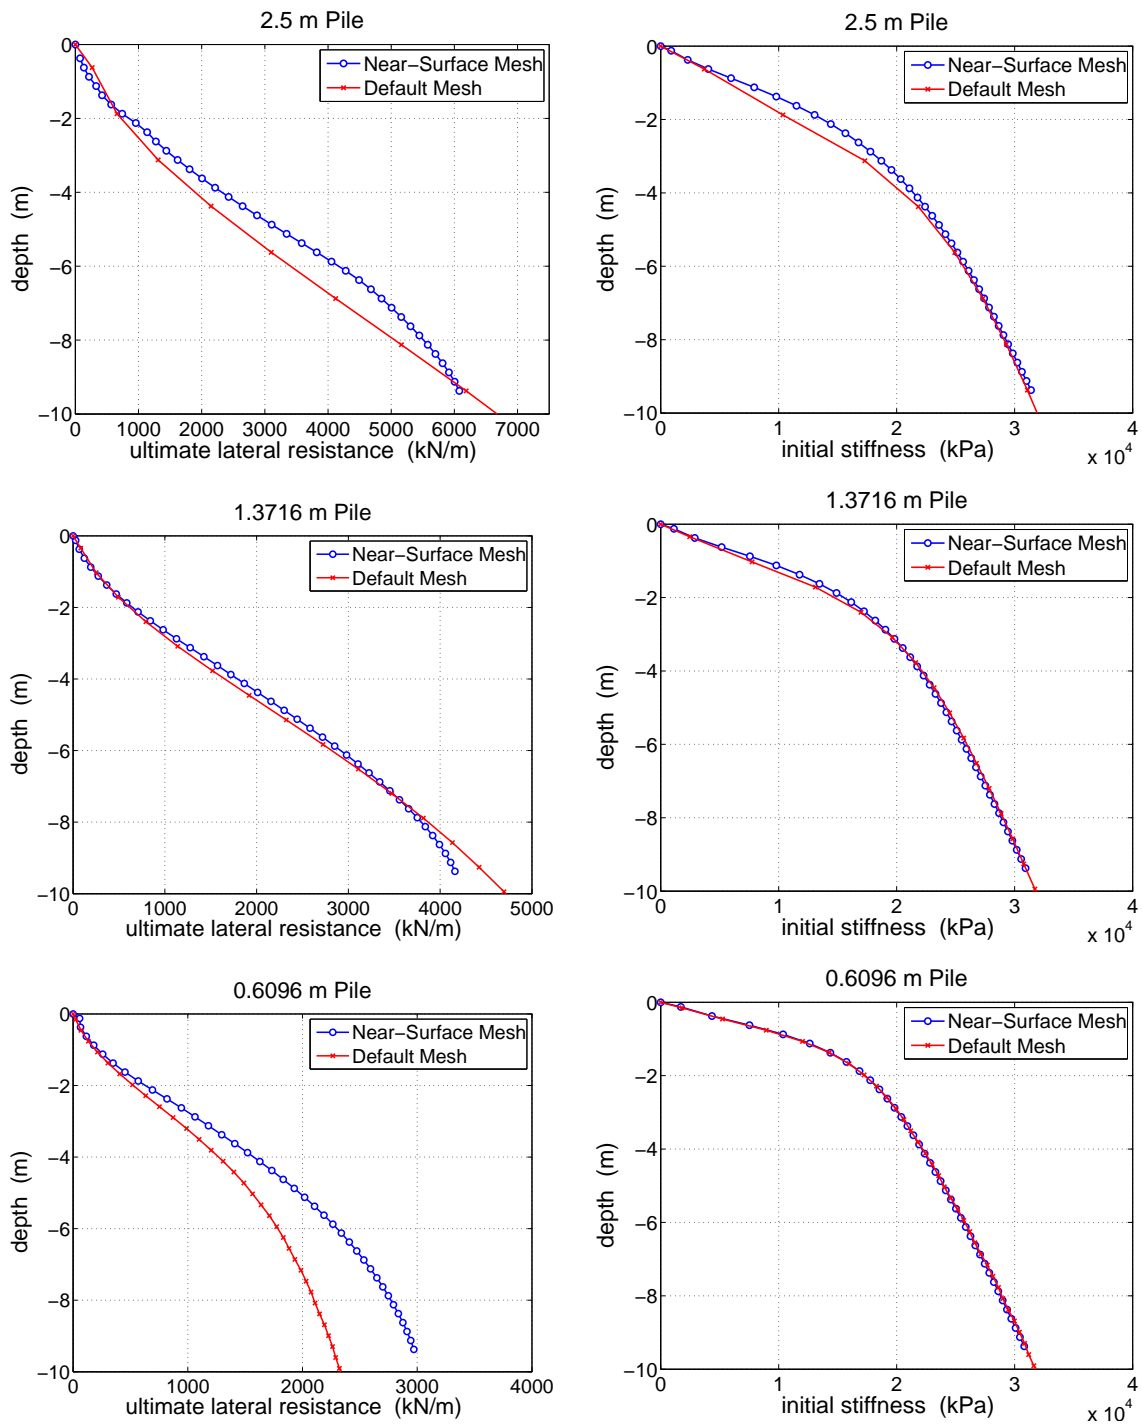 2.5 m Pile
0
−2
−4
−6
−8
−10
depth (m)
Near−Surface Mesh
Default Mesh
0 1000 2000 3000 4000 5000 6000 7000
ultimate lateral resistance (kN/m)
2.5 m Pile
0
−2
−4
−6
−8
−10
depth (m)
Near−Surface Mesh
Default Mesh
0 1 2 3 4
initial stiffness (kPa)
x 10^4
1.3716 m Pile
0
−2
−4
−6
−8
−10
depth (m)
Near−Surface Mesh
Default Mesh
0 1000 2000 3000 4000 5000
ultimate lateral resistance (kN/m)
1.3716 m Pile
0
−2
−4
−6
−8
−10
depth (m)
Near−Surface Mesh
Default Mesh
0 1 2 3 4
initial stiffness (kPa)
x 10^4
0.6096 m Pile
0
−2
−4
−6
−8
−10
depth (m)
Near−Surface Mesh
Default Mesh
0 1000 2000 3000 4000
ultimate lateral resistance (kN/m)
0.6096 m Pile
0
−2
−4
−6
−8
−10
depth (m)
Near−Surface Mesh
Default Mesh
0 1 2 3 4
initial stiffness (kPa)
x 10^4